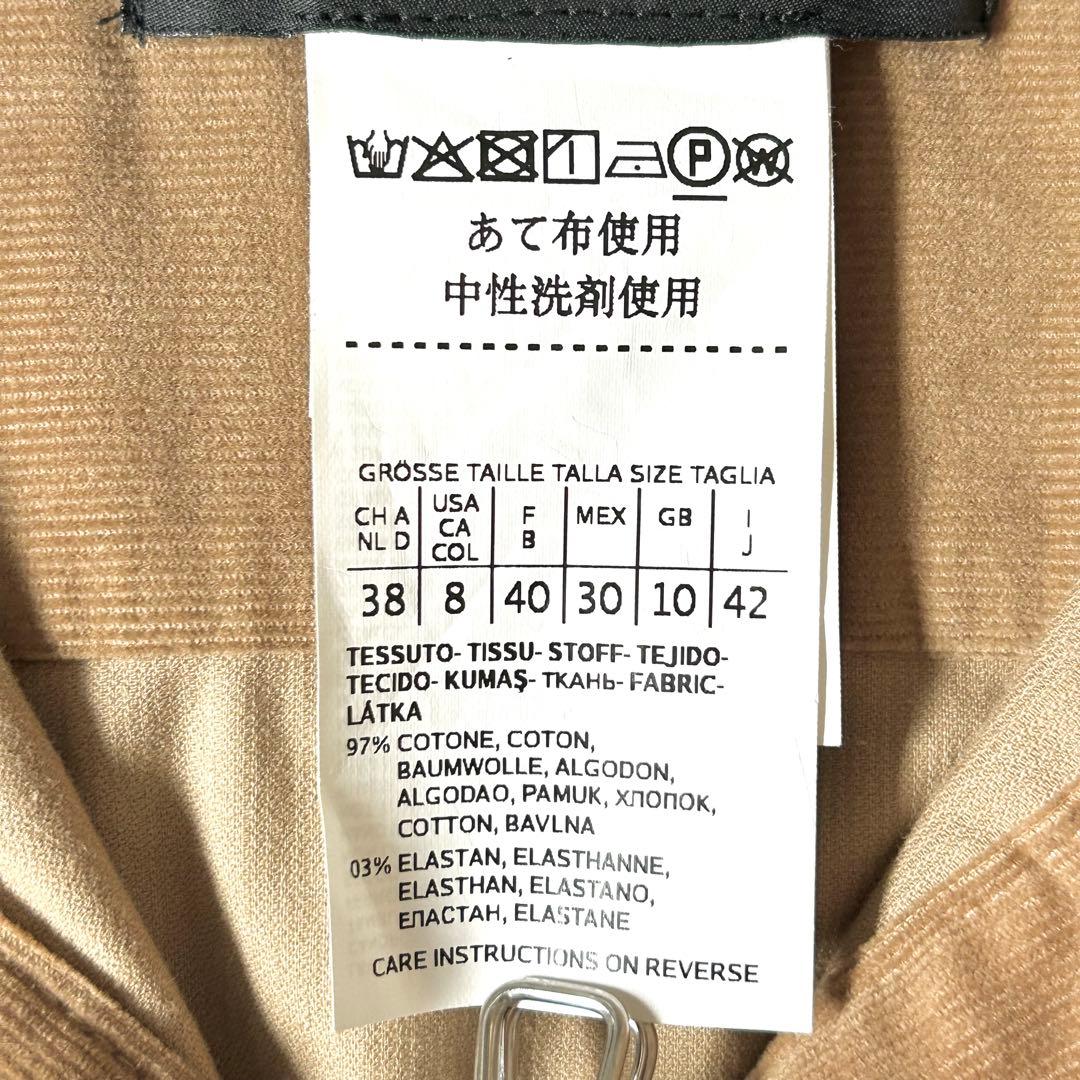 P W
あて布使用
中性洗剤使用
GRÖSSE TAILLE TALLA SIZE TAGLIA
CH A NL D USA CA COL F B MEX GB I J
38 8 40 30 10 42
TESSUTO- TISSU- STOFF- TEJIDO-
TECIDO- KUMAŞ- ТКАНЬ- FABRIC-
LÁTKA
97% COTONE, COTON,
BAUMWOLLE, ALGODON,
ALGODAO, PAMUK, ХЛОПОК,
COTTON, BAVLNA
03% ELASTAN, ELASTHANNE,
ELASTHAN, ELASTANO,
ЕЛАСТАН, ELASTANE
CARE INSTRUCTIONS ON REVERSE